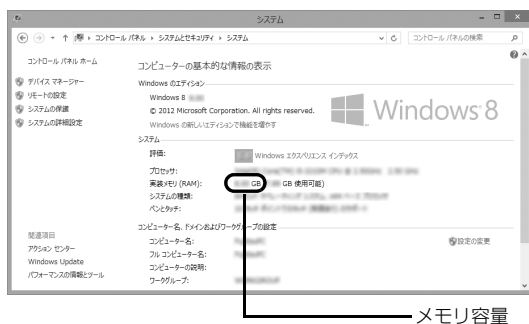 システム
コントロール パネル ▸ システムとセキュリティ ▸ システム
コントロール パネルの検索
コントロール パネル ホーム
デバイス マネージャー
リモートの設定
システムの保護
システムの詳細設定
コンピューターの基本的な情報の表示
Windows のエディション
Windows 8
© 2012 Microsoft Corporation. All rights reserved.
Windows の新しいエディションで機能を増やす
Windows 8
システム
評価: Windows エクスペリエンス インデックス
プロセッサ:
実装メモリ (RAM): GB GB 使用可能)
システムの種類:
ペンとタッチ:
コンピューター名、ドメインおよびワークグループの設定
コンピューター名: 設定の変更
フル コンピューター名:
コンピューターの説明:
ワークグループ:
関連項目
アクション センター
Windows Update
パフォーマンスの情報とツール
メモリ容量